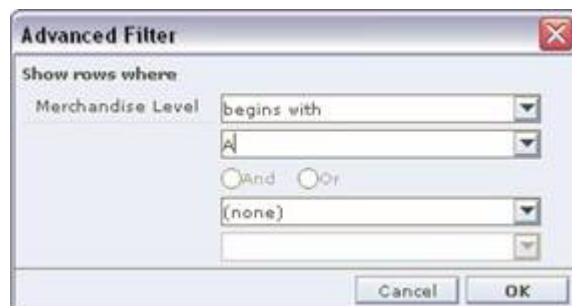 Advanced Filter
Show rows where
Merchandise Level begins with
A
And Or
(none)
Cancel OK